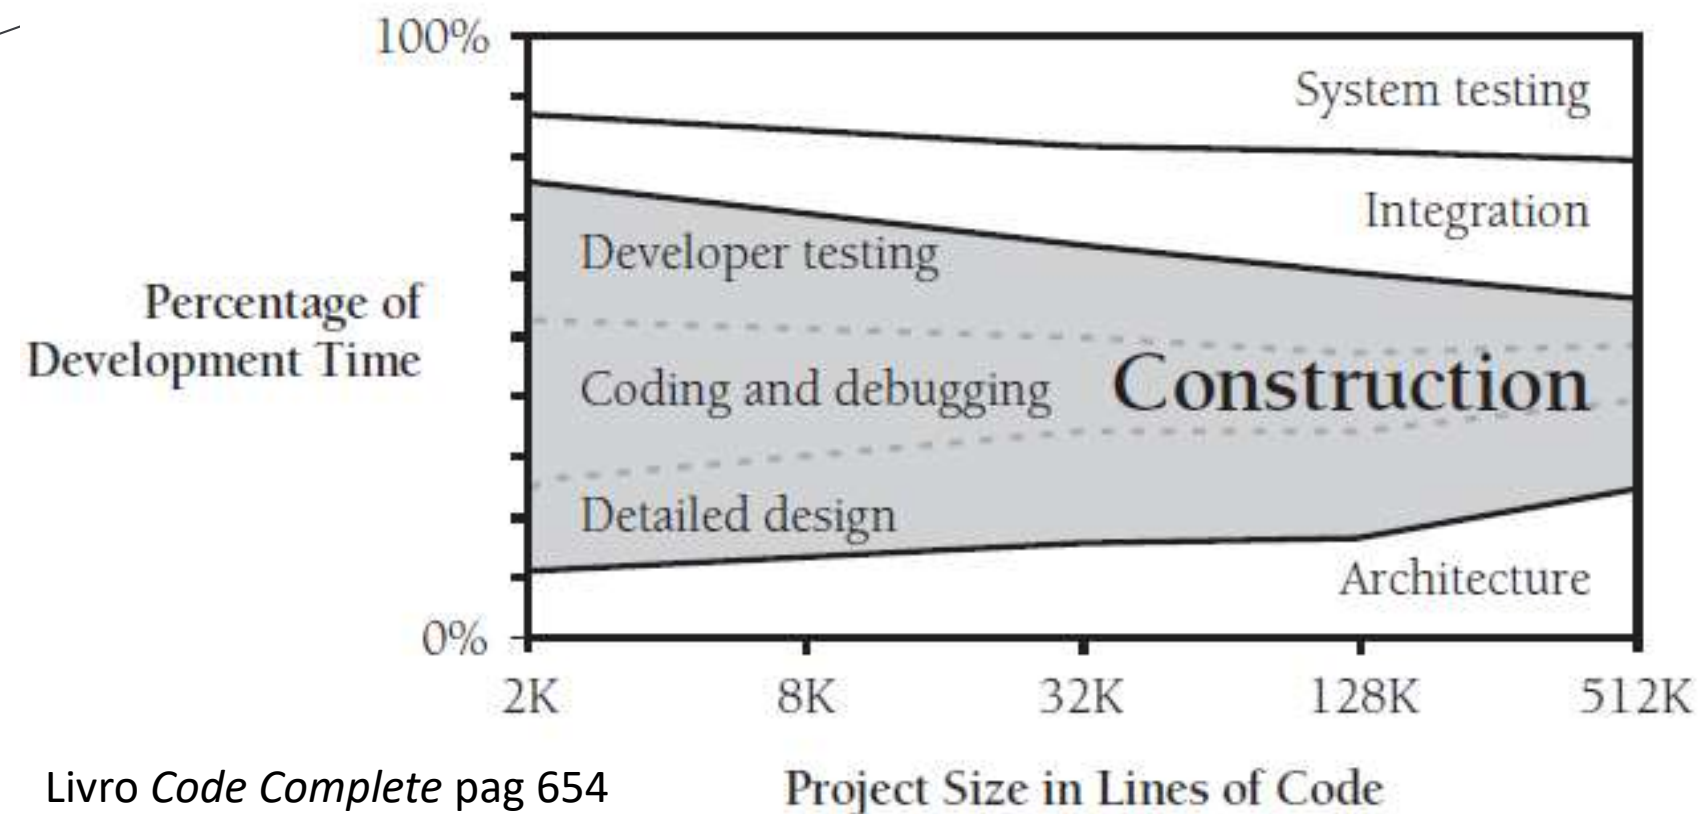 100%
System testing
Integration
Developer testing
Percentage of
Development Time
Coding and debugging
Construction
Detailed design
Architecture
0%
2K 8K 32K 128K 512K
Livro Code Complete pag 654
Project Size in Lines of Code